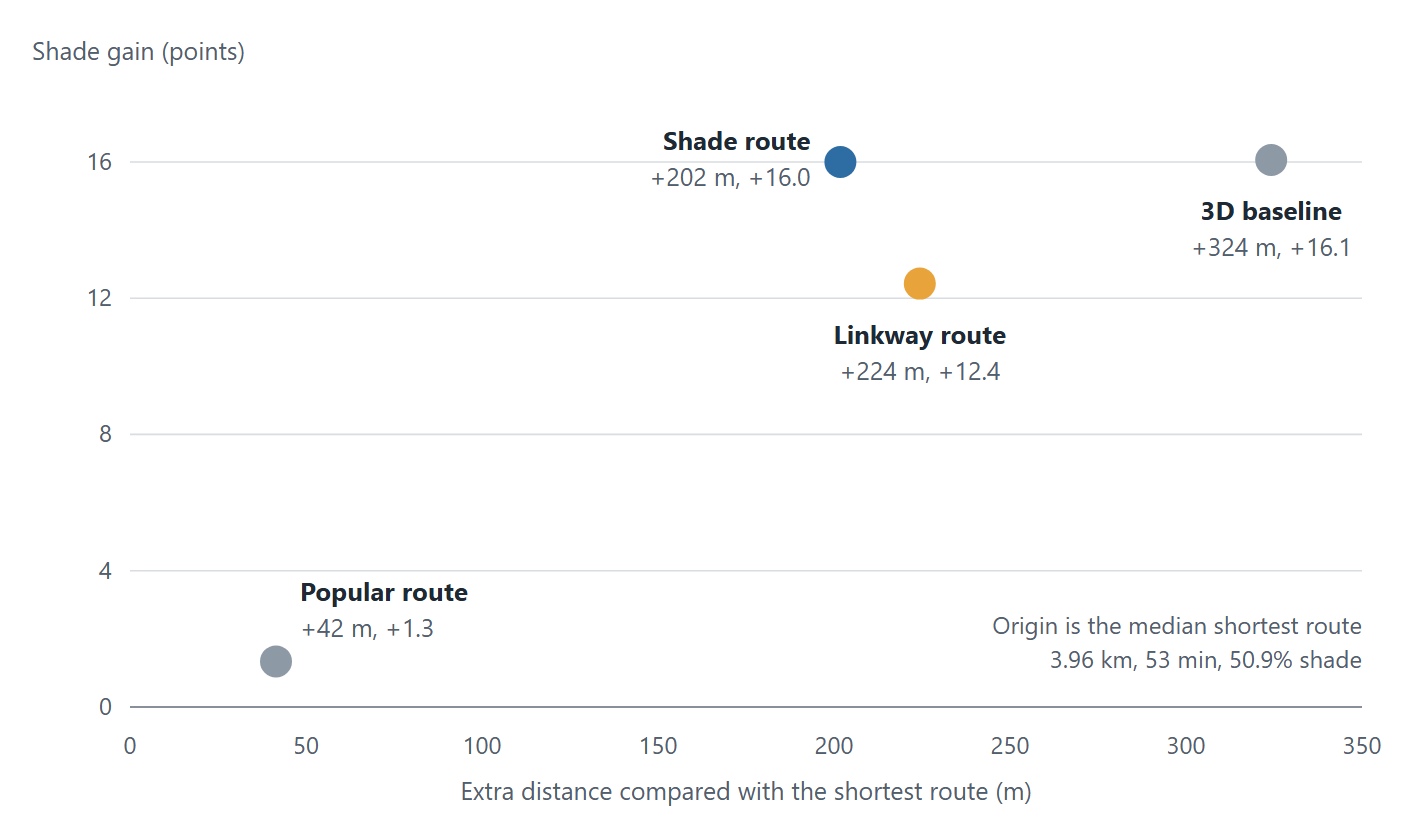 Shade gain (points)
Shade route
+202 m, +16.0
16
3D baseline
+324 m, +16.1
12
Linkway route
+224 m, +12.4
8
4
Popular route
+42 m, +1.3
Origin is the median shortest route
3.96 km, 53 min, 50.9% shade
0
0 50 100 150 200 250 300 350
Extra distance compared with the shortest route (m)